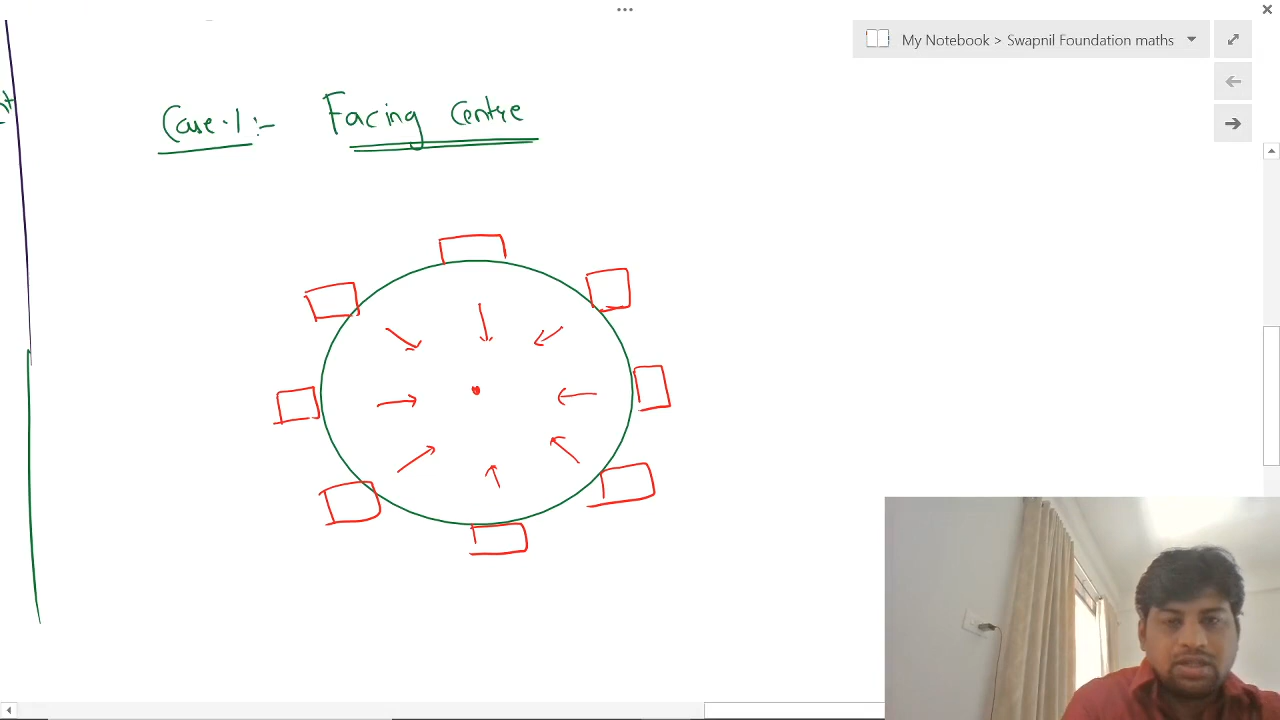 My Notebook > Swapnil Foundation maths
Case.1 :- Facing Centre